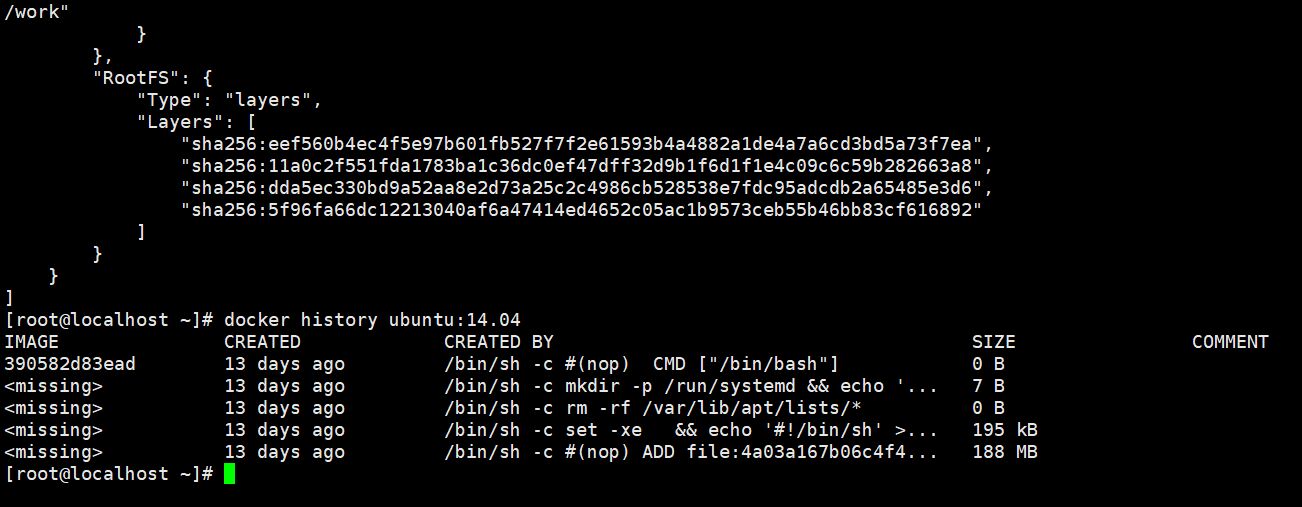 /work"
            }
        },
        "RootFS": {
            "Type": "layers",
            "Layers": [
                "sha256:eef560b4ec4f5e97b601fb527f7f2e61593b4a4882a1de4a7a6cd3bd5a73f7ea",
                "sha256:11a0c2f551fda1783ba1c36dc0ef47dff32d9b1f6d1f1e4c09c6c59b282663a8",
                "sha256:dda5ec330bd9a52aa8e2d73a25c2c4986cb528538e7fdc95adcdb2a65485e3d6",
                "sha256:5f96fa66dc12213040af6a47414ed4652c05ac1b9573ceb55b46bb83cf616892"
            ]
        }
    }
]
[root@localhost ~]# docker history ubuntu:14.04
IMAGE               CREATED             CREATED BY                                      SIZE                COMMENT
390582d83ead        13 days ago         /bin/sh -c #(nop)  CMD ["/bin/bash"]            0 B
<missing>           13 days ago         /bin/sh -c mkdir -p /run/systemd && echo '...   7 B
<missing>           13 days ago         /bin/sh -c rm -rf /var/lib/apt/lists/*          0 B
<missing>           13 days ago         /bin/sh -c set -xe   && echo '#!/bin/sh' >...   195 kB
<missing>           13 days ago         /bin/sh -c #(nop) ADD file:4a03a167b06c4f4...   188 MB
[root@localhost ~]#